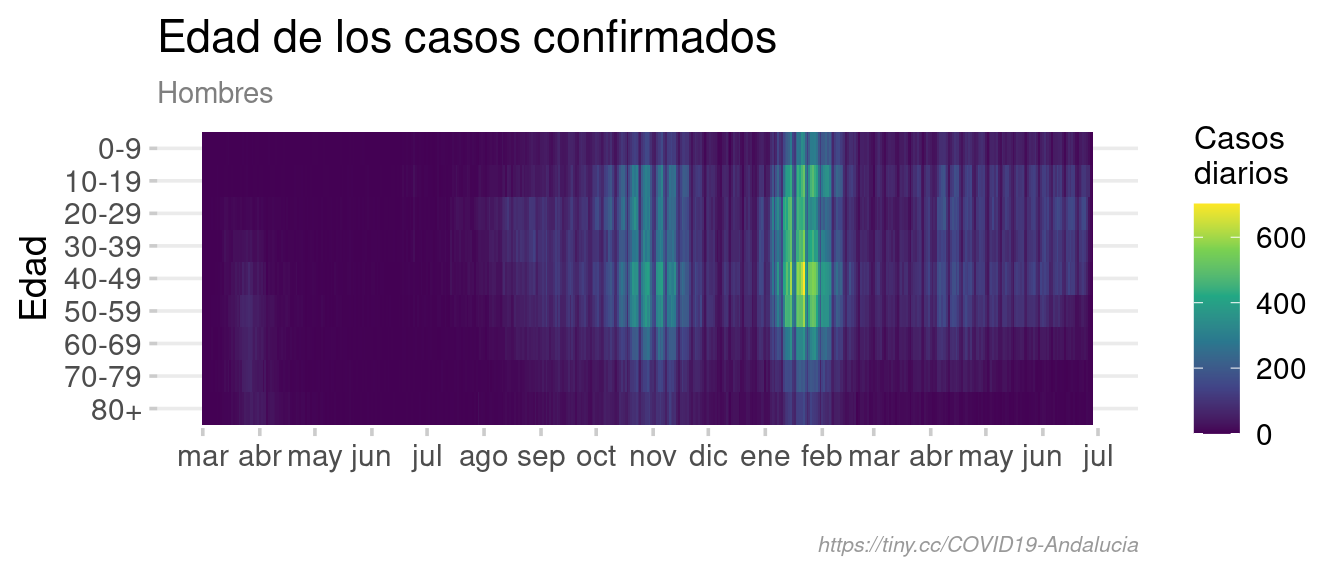 Edad de los casos confirmados
Hombres
Edad
0-9
10-19
20-29
30-39
40-49
50-59
60-69
70-79
80+
mar abr may jun jul ago sep oct nov dic ene feb mar abr may jun jul
Casos
diarios
600
400
200
0
https://tiny.cc/COVID19-Andalucia